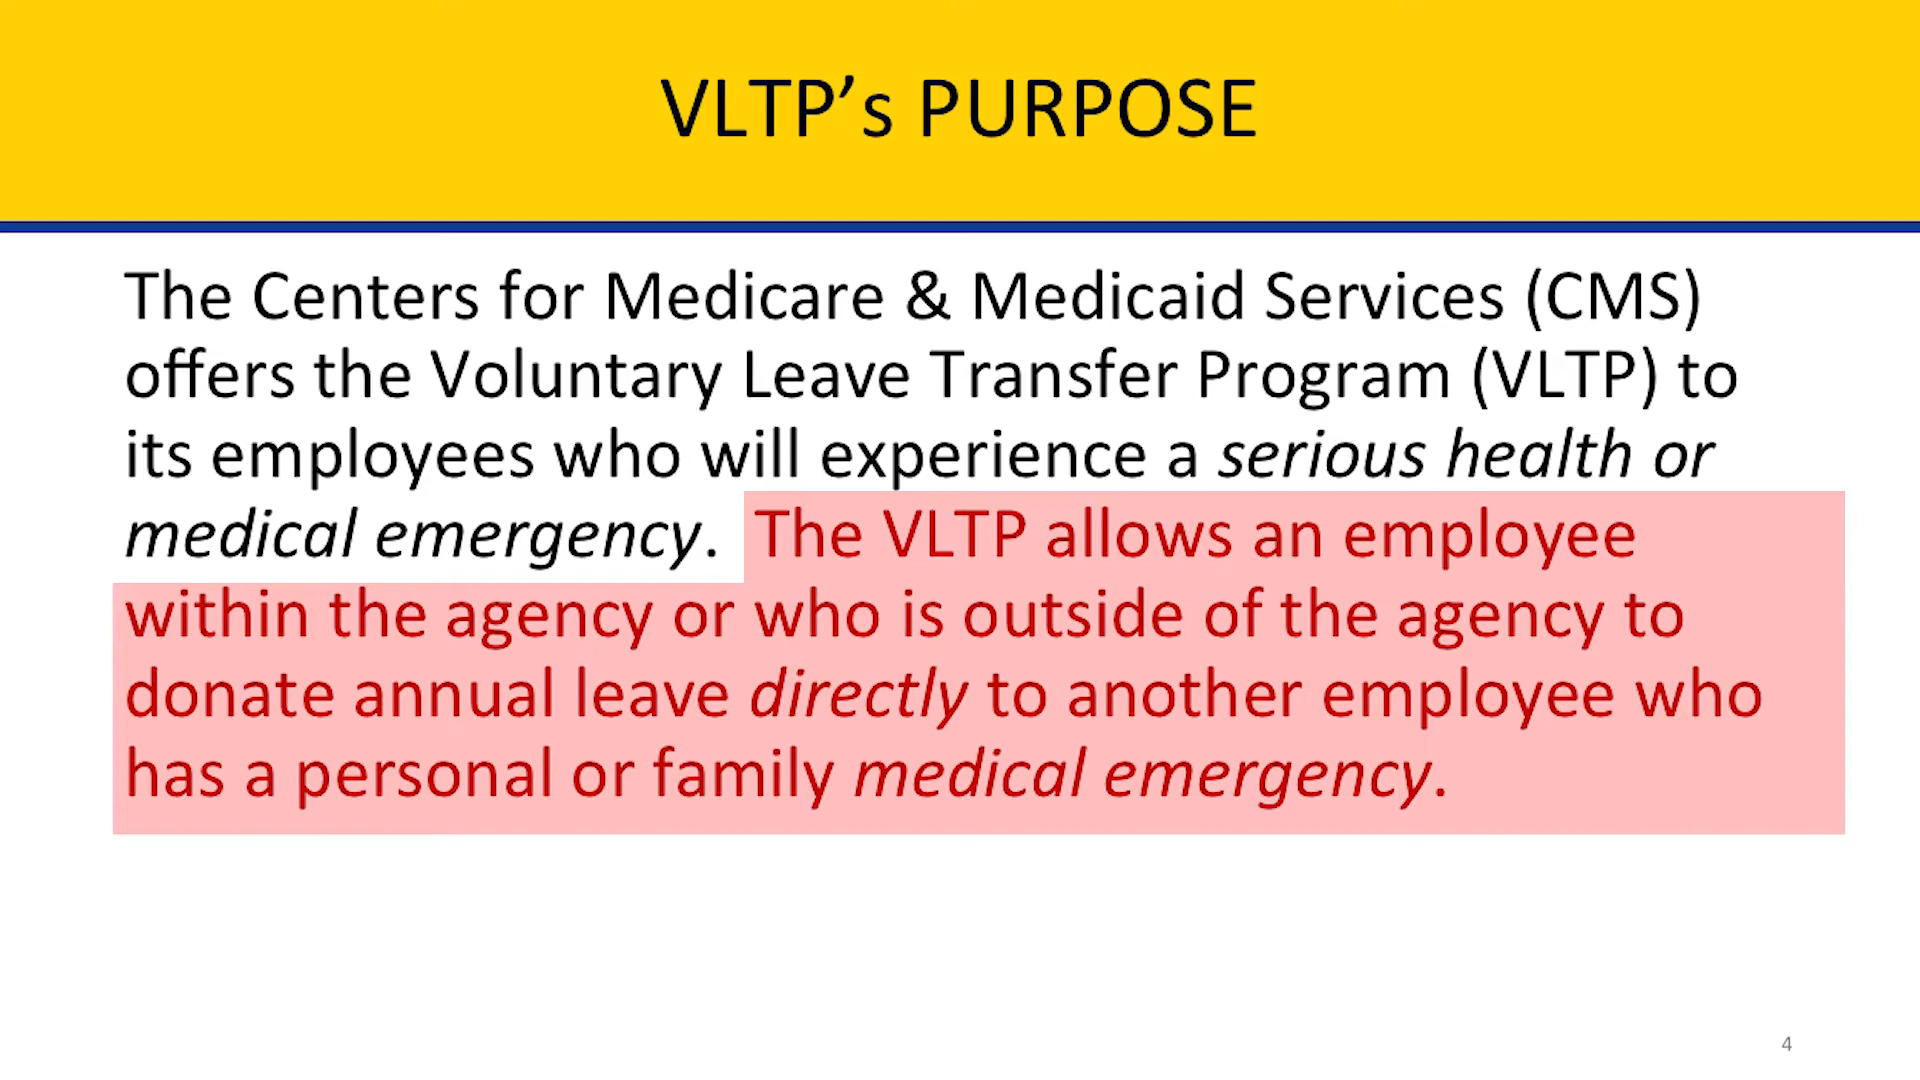 VLTP’s PURPOSE
The Centers for Medicare & Medicaid Services (CMS)
offers the Voluntary Leave Transfer Program (VLTP) to
its employees who will experience a serious health or
medical emergency. The VLTP allows an employee
within the agency or who is outside of the agency to
donate annual leave directly to another employee who
has a personal or family medical emergency.
4